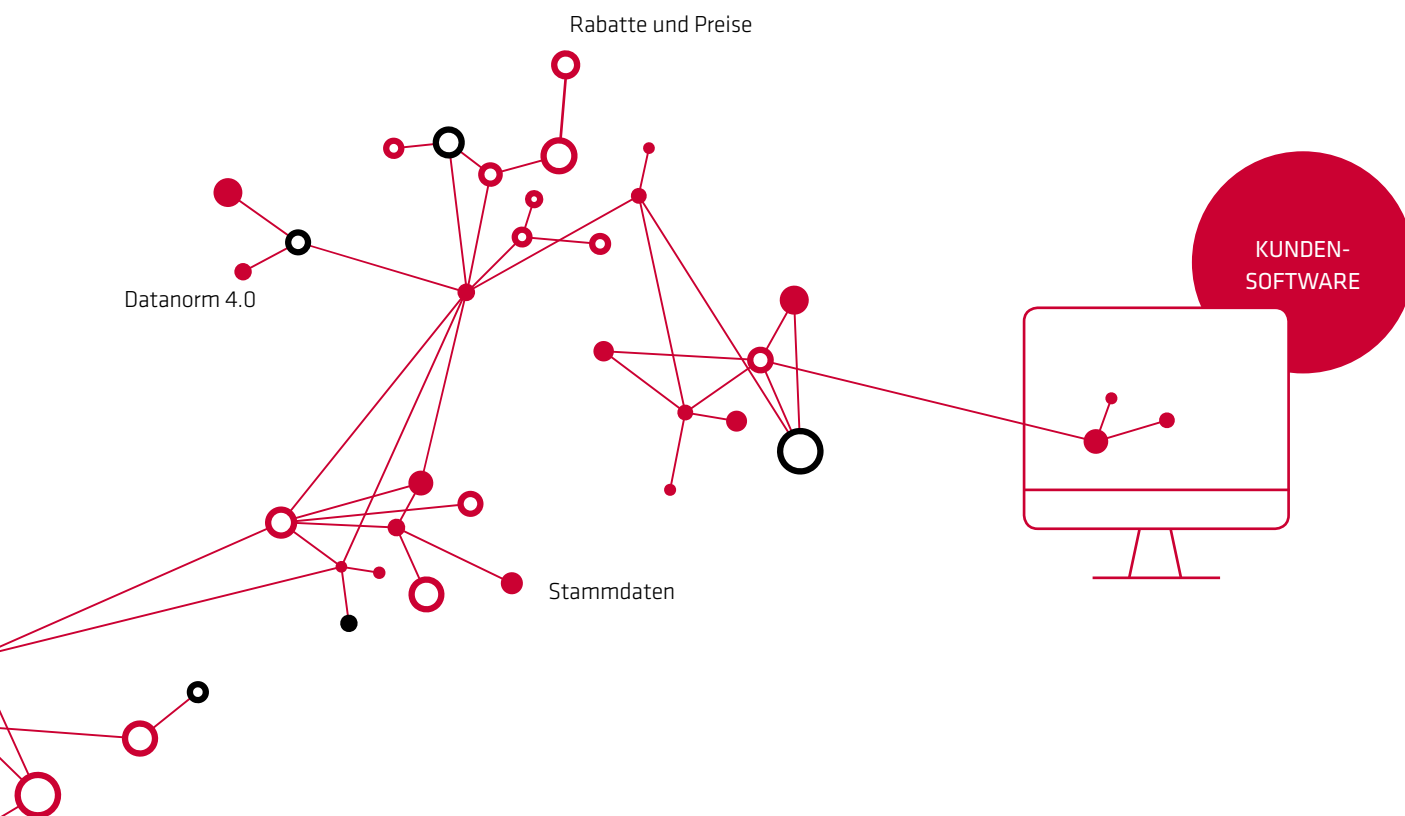 Rabatte und Preise
KUNDEN-
SOFTWARE
Datanorm 4.0
Stammdaten